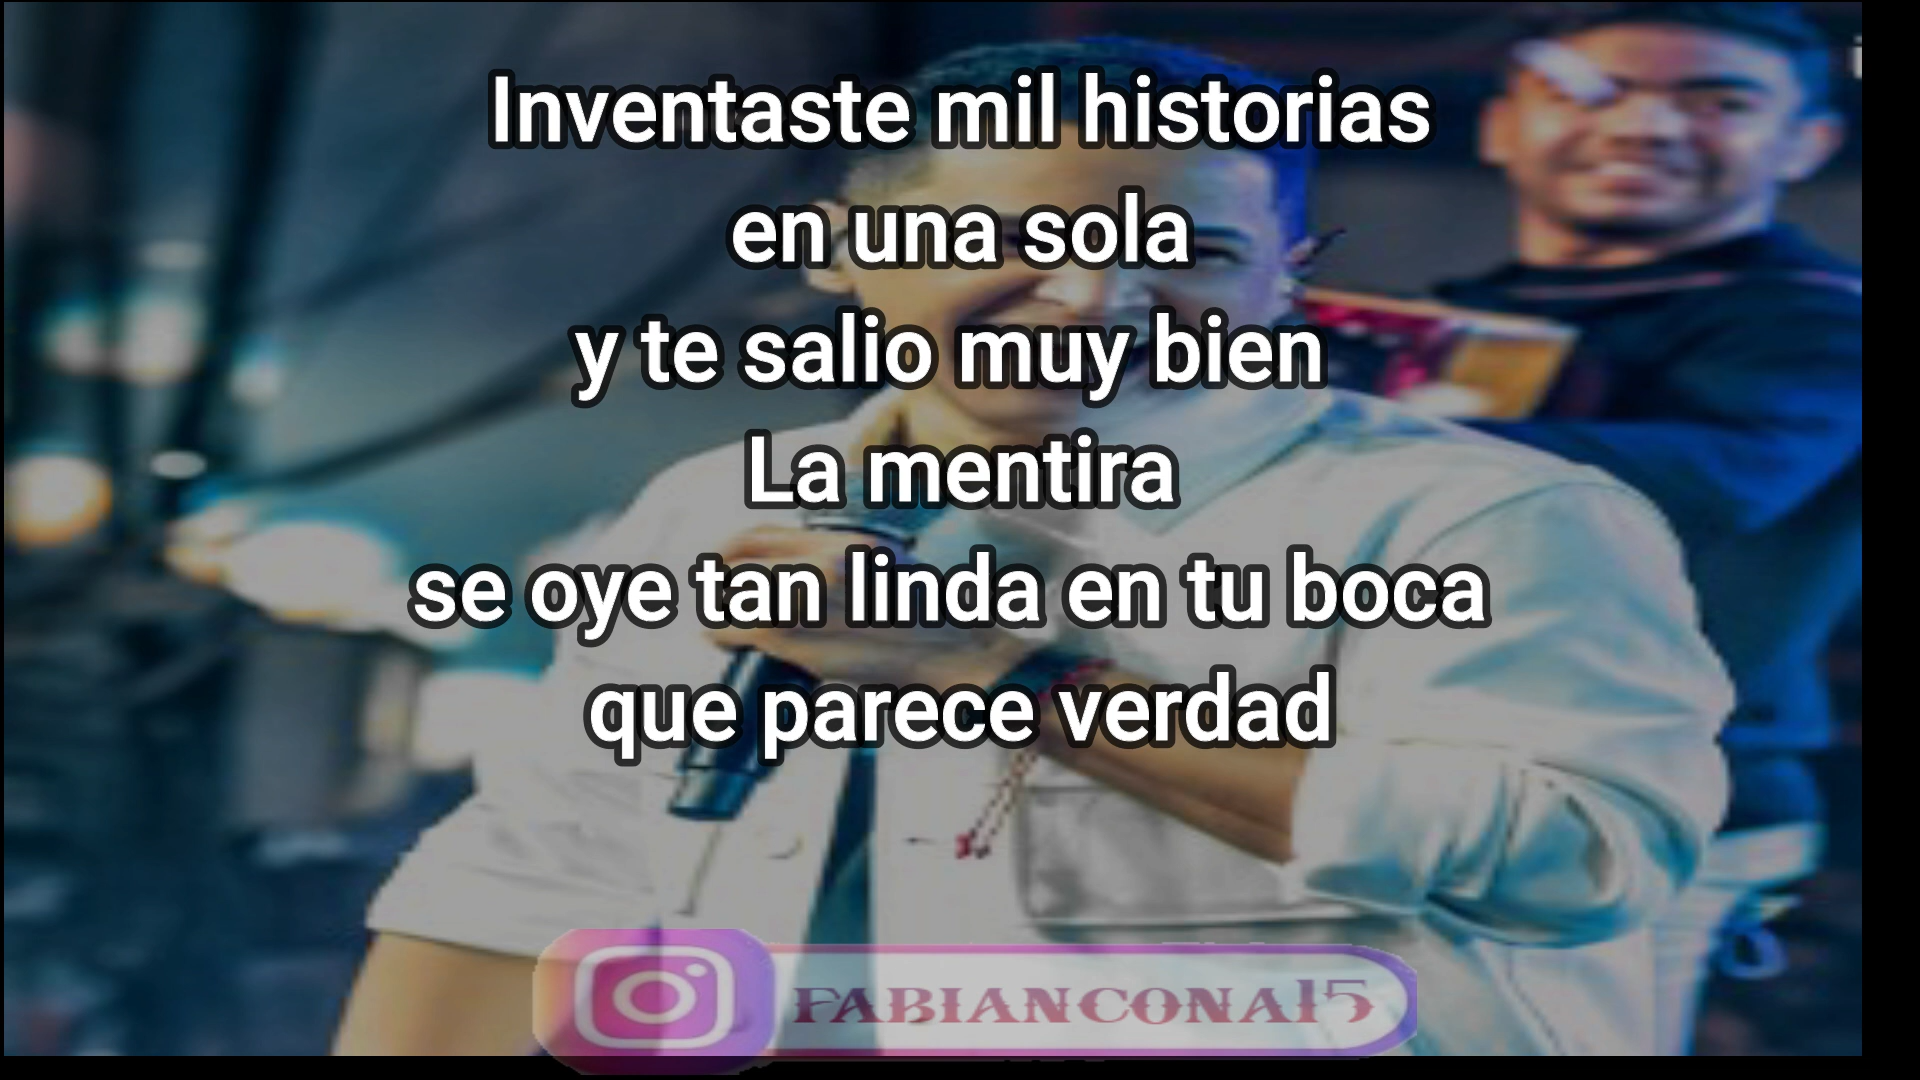 Inventaste mil historias
en una sola
y te salio muy bien
La mentira
se oye tan linda en tu boca
que parece verdad
FABIANCONA15